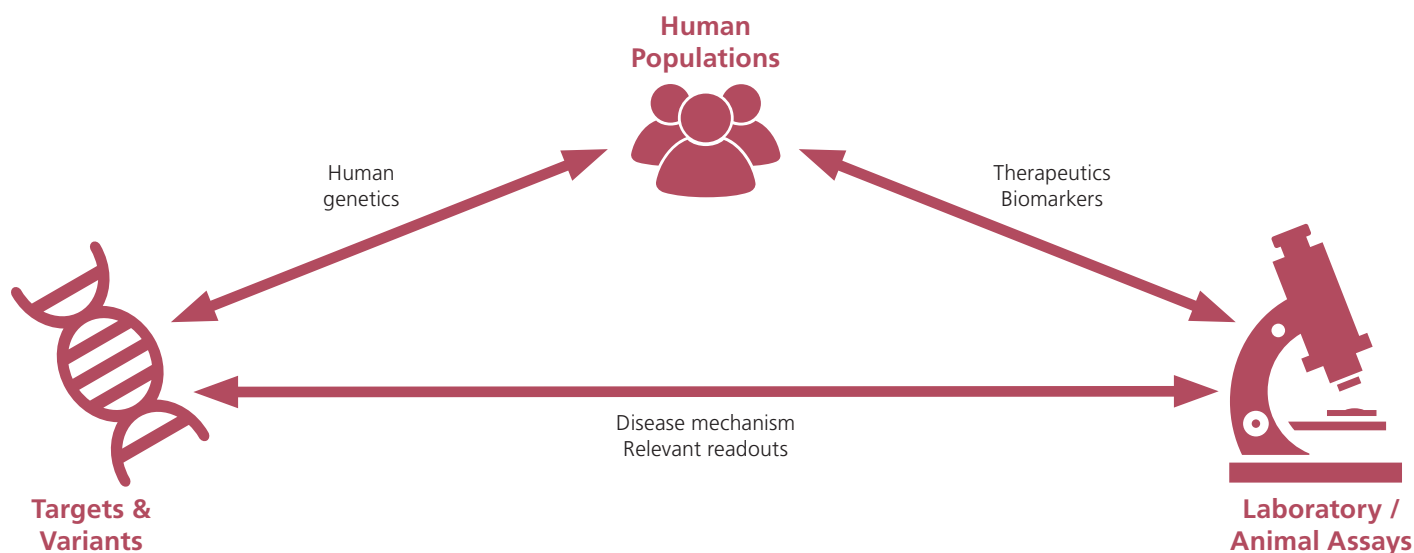 Human
Populations
Human
genetics
Therapeutics
Biomarkers
Disease mechanism
Relevant readouts
Targets &
Variants
Laboratory /
Animal Assays